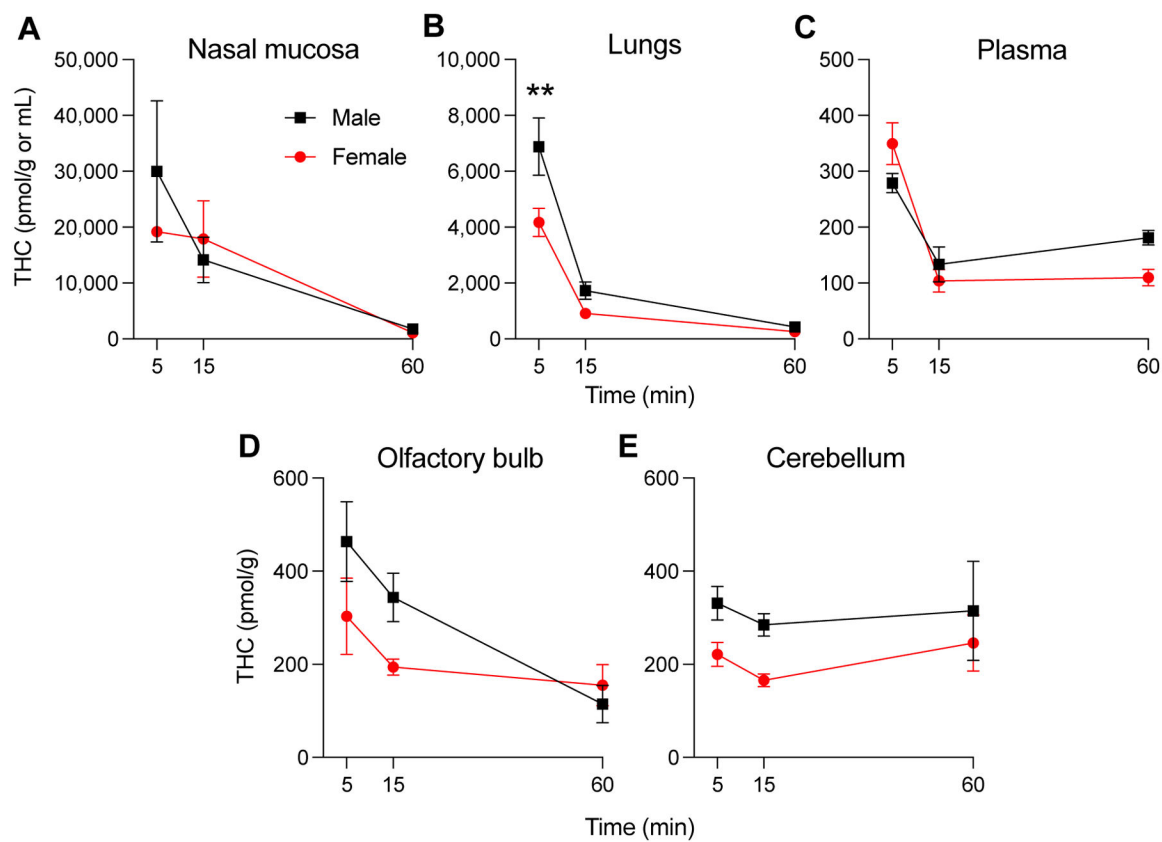 A
Nasal mucosa
B
Lungs
C
Plasma
THC (pmol/g or mL)
50,000
40,000
30,000
20,000
10,000
0
Male
Female
5
15
60
10,000
8,000
6,000
4,000
2,000
0
**
5
15
60
500
400
300
200
100
0
5
15
60
Time (min)
D
Olfactory bulb
E
Cerebellum
THC (pmol/g)
600
400
200
0
5
15
60
600
400
200
0
5
15
60
Time (min)